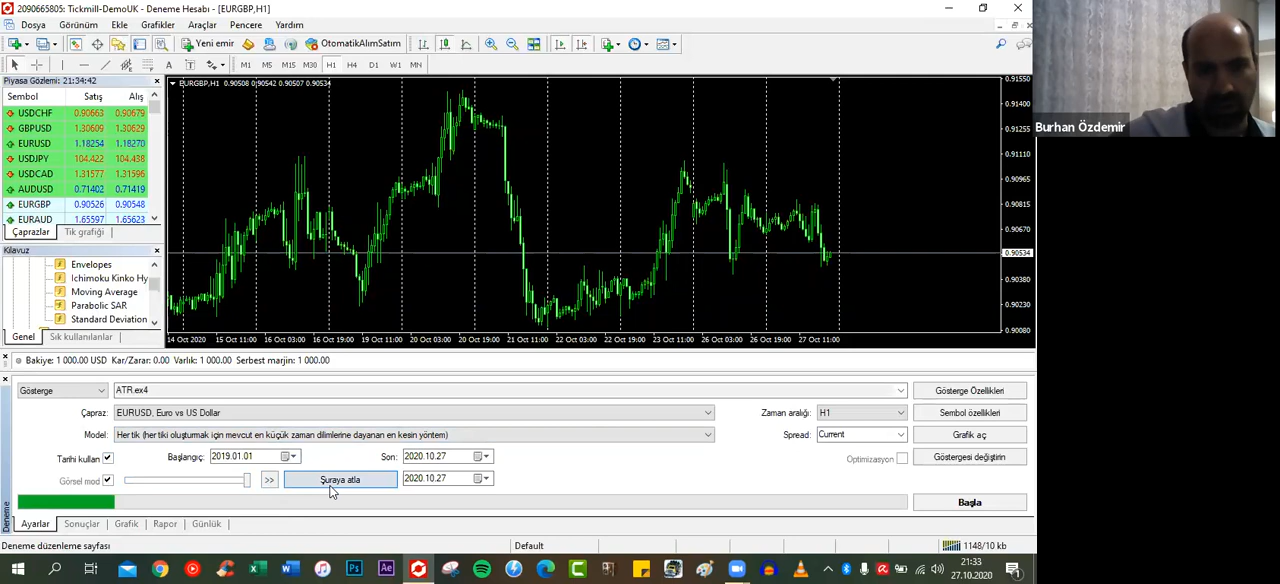 2090665805: Tickmill-DemoUK - Deneme Hesabı - [EURGBP,H1]
Dosya Görünüm Ekle Grafikler Araçlar Pencere Yardım
Yeni emir OtomatikAlımSatım
A T M1 M5 M15 M30 H1 H4 D1 W1 MN
Piyasa Gözlemi: 21:34:42
Sembol Satış Alış
USDCHF 0.90663 0.90679
GBPUSD 1.30609 1.30629
EURUSD 1.18254 1.18270
USDJPY 104.422 104.438
USDCAD 1.31577 1.31596
AUDUSD 0.71402 0.71419
EURGBP 0.90526 0.90548
EURAUD 1.65597 1.65623
Çaprazlar Tik grafiği
Kılavuz
Envelopes
Ichimoku Kinko Hy
Moving Average
Parabolic SAR
Standard Deviation
Genel Sık kullanılanlar
EURGBP,H1 0.90508 0.90542 0.90507 0.90534
0.91550
0.91400
0.91255
0.91110
0.90965
0.90815
0.90670
0.90534
0.90380
0.90230
0.90080
14 Oct 2020 15 Oct 11:00 16 Oct 03:00 16 Oct 19:00 19 Oct 11:00 20 Oct 03:00 20 Oct 19:00 21 Oct 11:00 22 Oct 03:00 22 Oct 19:00 23 Oct 11:00 26 Oct 03:00 26 Oct 19:00 27 Oct 11:00
Burhan Özdemir
Bakiye: 1 000.00 USD Kar/Zarar: 0.00 Varlık: 1 000.00 Serbest marjin: 1 000.00
Gösterge ATR.ex4 Gösterge Özellikleri
Çapraz: EURUSD, Euro vs US Dollar Zaman aralığı: H1 Sembol özellikleri
Model: Her tik (her tiki oluşturmak için mevcut en küçük zaman dilimlerine dayanan en kesin yöntem) Spread: Current Grafik aç
Tarihi kullan Başlangıç: 2019.01.01 Son: 2020.10.27 Optimizasyon Göstergesi değiştirin
Görsel mod >> Şuraya atla 2020.10.27
Başla
Deneme
Ayarlar Sonuçlar Grafik Rapor Günlük
Deneme düzenleme sayfası Default 1148/10 kb
21:33
27.10.2020